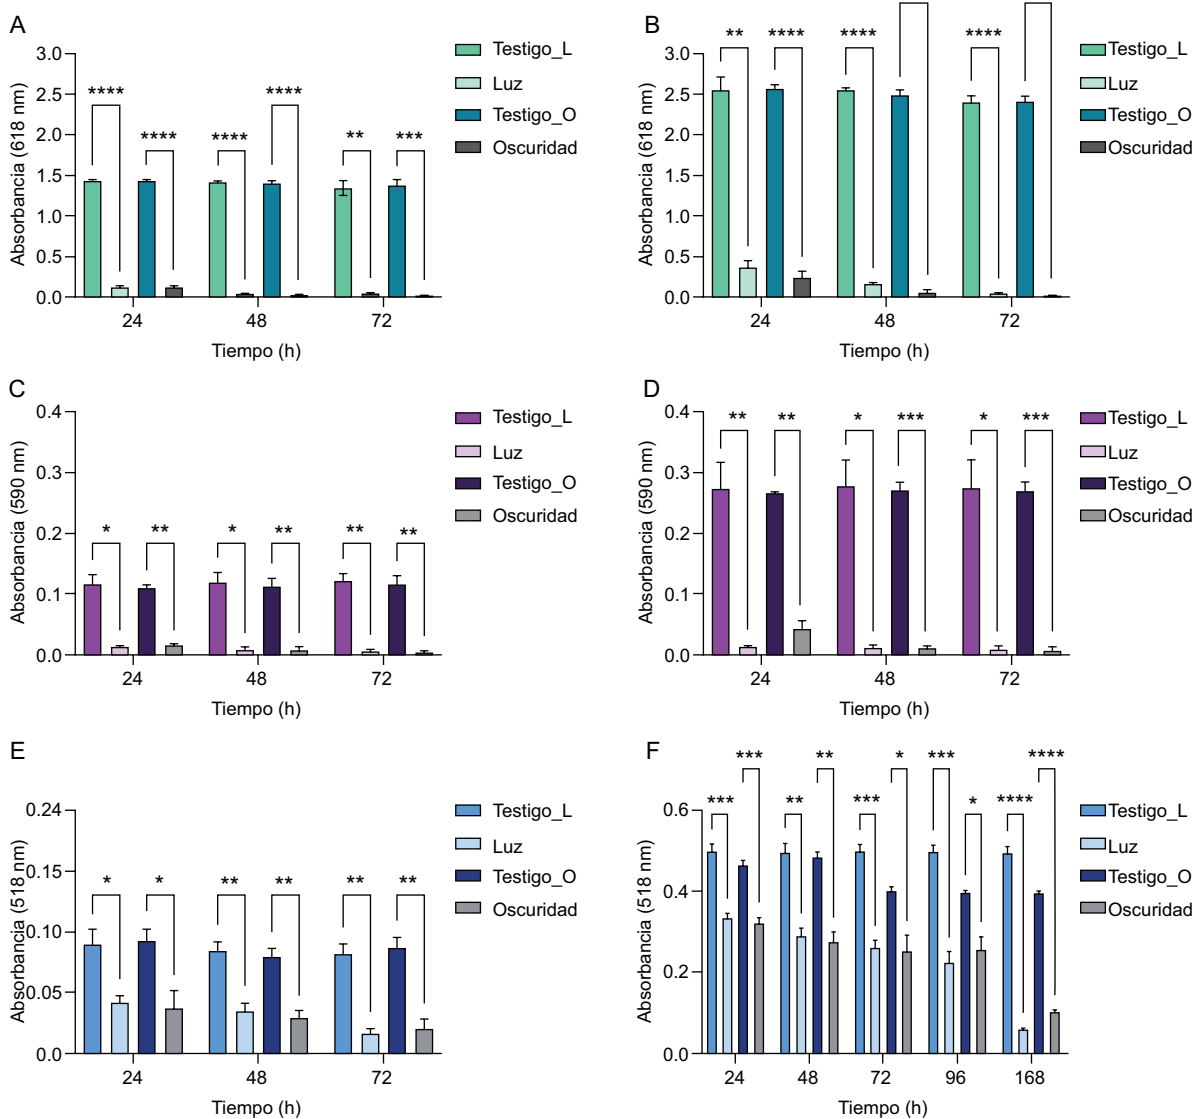 A
Absorbancia (618 nm)
3.0
2.5
2.0
1.5
1.0
0.5
0.0
**** **** **** **** ** ***
24 48 72
Tiempo (h)
Testigo_L
Luz
Testigo_O
Oscuridad
B
Absorbancia (618 nm)
3.0
2.5
2.0
1.5
1.0
0.5
0.0
** **** **** ****
24 48 72
Tiempo (h)
Testigo_L
Luz
Testigo_O
Oscuridad
C
Absorbancia (590 nm)
0.4
0.3
0.2
0.1
0.0
* ** * ** ** **
24 48 72
Tiempo (h)
Testigo_L
Luz
Testigo_O
Oscuridad
D
Absorbancia (590 nm)
0.4
0.3
0.2
0.1
0.0
** ** * *** * ***
24 48 72
Tiempo (h)
Testigo_L
Luz
Testigo_O
Oscuridad
E
Absorbancia (518 nm)
0.24
0.15
0.10
0.05
0.0
* * ** ** ** **
24 48 72
Tiempo (h)
Testigo_L
Luz
Testigo_O
Oscuridad
F
Absorbancia (518 nm)
0.6
0.4
0.2
0.0
*** *** ** ** *** * *** * **** ****
24 48 72 96 168
Tiempo (h)
Testigo_L
Luz
Testigo_O
Oscuridad